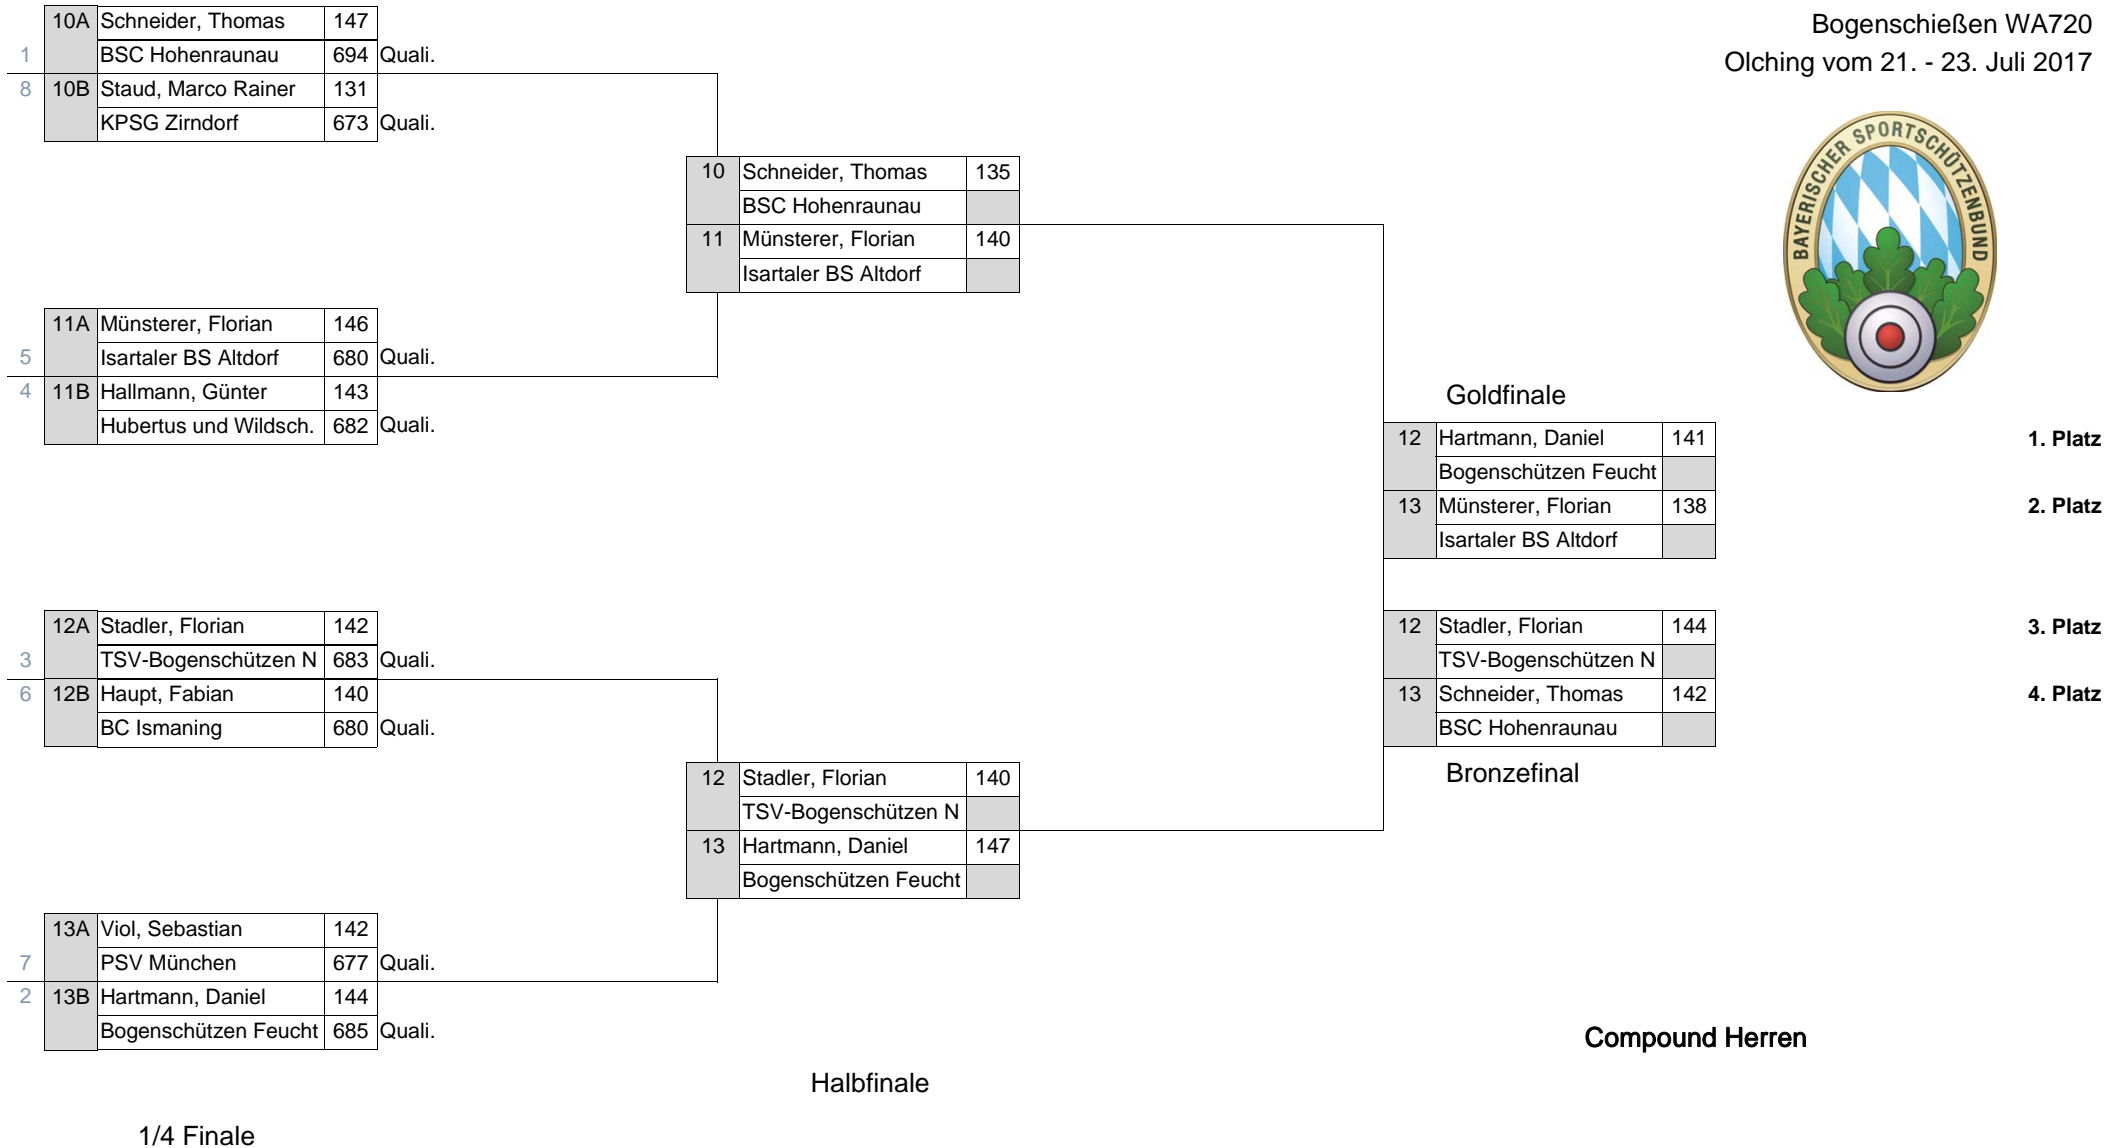 Bogenschießen WA720
Olching vom 21. - 23. Juli 2017
BAYERISCHER SPORTSCHÜTZENBUND
10A Schneider, Thomas 147
1 BSC Hohenraunau 694 Quali.
8 10B Staud, Marco Rainer 131
KPSG Zirndorf 673 Quali.
10 Schneider, Thomas 135
BSC Hohenraunau
11 Münsterer, Florian 140
Isartaler BS Altdorf
11A Münsterer, Florian 146
5 Isartaler BS Altdorf 680 Quali.
4 11B Hallmann, Günter 143
Hubertus und Wildsch. 682 Quali.
Goldfinale
12 Hartmann, Daniel 141 1. Platz
Bogenschützen Feucht
13 Münsterer, Florian 138 2. Platz
Isartaler BS Altdorf
12A Stadler, Florian 142
3 TSV-Bogenschützen N 683 Quali.
6 12B Haupt, Fabian 140
BC Ismaning 680 Quali.
12 Stadler, Florian 144 3. Platz
TSV-Bogenschützen N
13 Schneider, Thomas 142 4. Platz
BSC Hohenraunau
Bronzefinal
12 Stadler, Florian 140
TSV-Bogenschützen N
13 Hartmann, Daniel 147
Bogenschützen Feucht
13A Viol, Sebastian 142
7 PSV München 677 Quali.
2 13B Hartmann, Daniel 144
Bogenschützen Feucht 685 Quali.
Compound Herren
Halbfinale
1/4 Finale